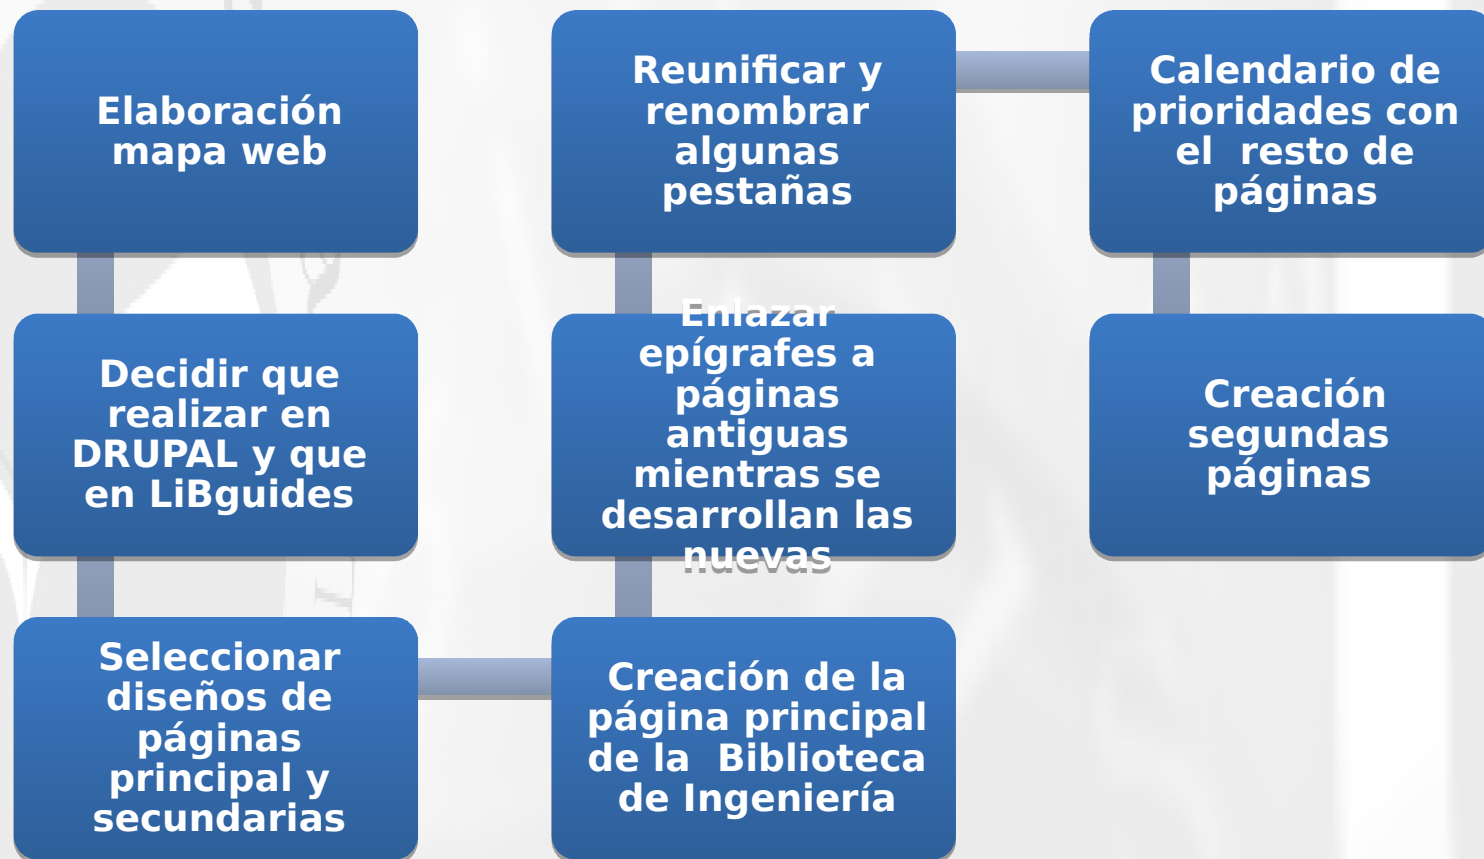 Elaboración
mapa web
Decidir que
realizar en
DRUPAL y que
en LiBguides
Seleccionar
diseños de
páginas
principal y
secundarias
Creación de la
página principal
de la  Biblioteca
de Ingeniería
Enlazar
epígrafes a
páginas
antiguas
mientras se
desarrollan las
nuevas
Reunificar y
renombrar
algunas
pestañas
Calendario de
prioridades con
el  resto de
páginas
Creación
segundas
páginas